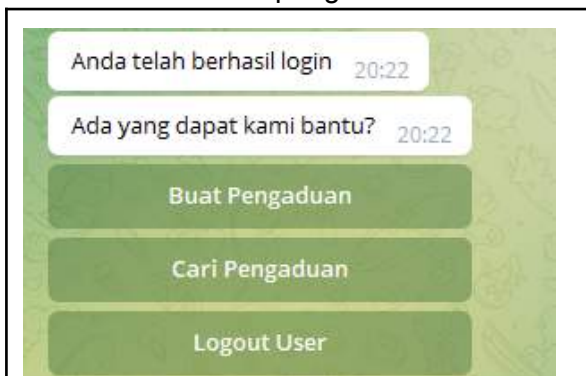 Anda telah berhasil login 20:22
Ada yang dapat kami bantu? 20:22
Buat Pengaduan
Cari Pengaduan
Logout User